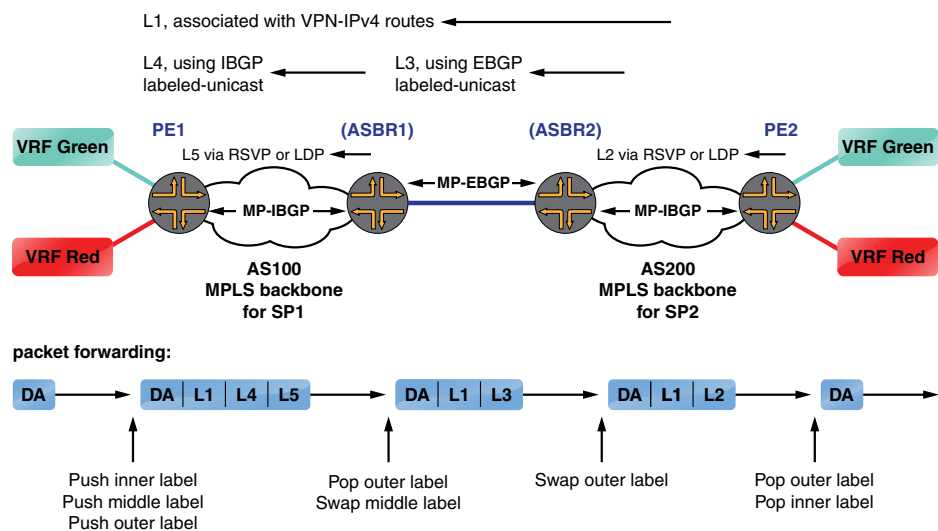 L1, associated with VPN-IPv4 routes
L4, using IBGP
labeled-unicast
L3, using EBGP
labeled-unicast
PE1
(ASBR1)
(ASBR2)
PE2
VRF Green
L5 via RSVP or LDP
L2 via RSVP or LDP
VRF Green
MP-IBGP
MP-EBGP
MP-IBGP
VRF Red
VRF Red
AS100
MPLS backbone
for SP1
AS200
MPLS backbone
for SP2
packet forwarding:
DA
DA L1 L4 L5
DA L1 L3
DA L1 L2
DA
Push inner label
Push middle label
Push outer label
Pop outer label
Swap middle label
Swap outer label
Pop outer label
Pop inner label